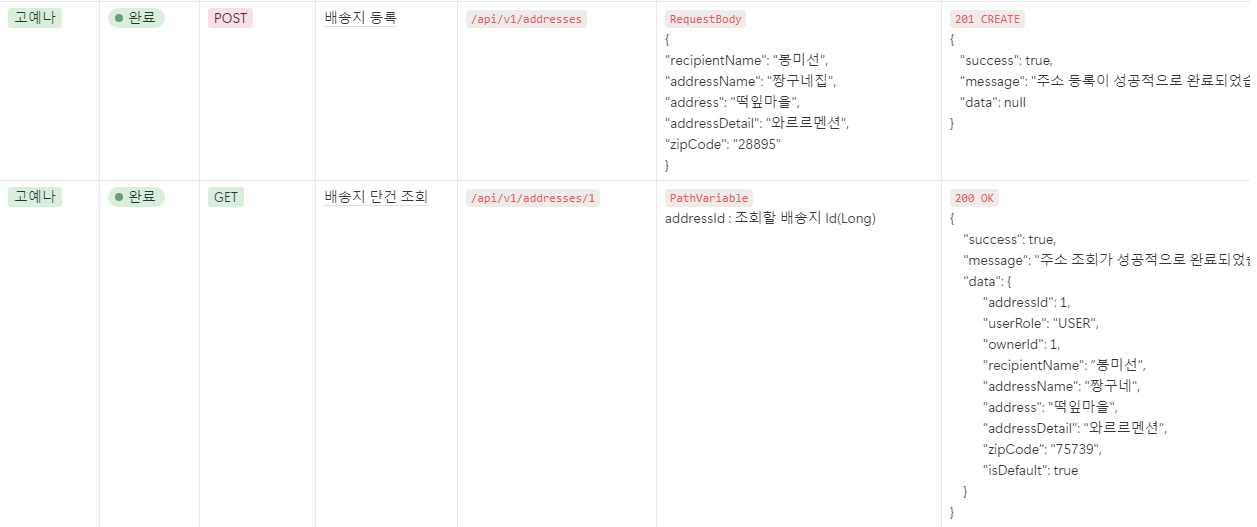 고예나
완료
POST
배송지 등록
/api/v1/addresses
RequestBody
{
"recipientName": "봉미선",
"addressName": "짱구네집",
"address": "떡잎마을",
"addressDetail": "와르르멘션",
"zipCode": "28895"
}
201 CREATE
{
"success": true,
"message": "주소 등록이 성공적으로 완료되었습
"data": null
}
고예나
완료
GET
배송지 단건 조회
/api/v1/addresses/1
PathVariable
addressId : 조회할 배송지 Id(Long)
200 OK
{
"success": true,
"message": "주소 조회가 성공적으로 완료되었습
"data": {
"addressId": 1,
"userRole": "USER",
"ownerId": 1,
"recipientName": “봉미선",
"addressName": "짱구네",
"address": "떡잎마을",
"addressDetail": "와르르멘션",
"zipCode": "75739",
"isDefault": true
}
}